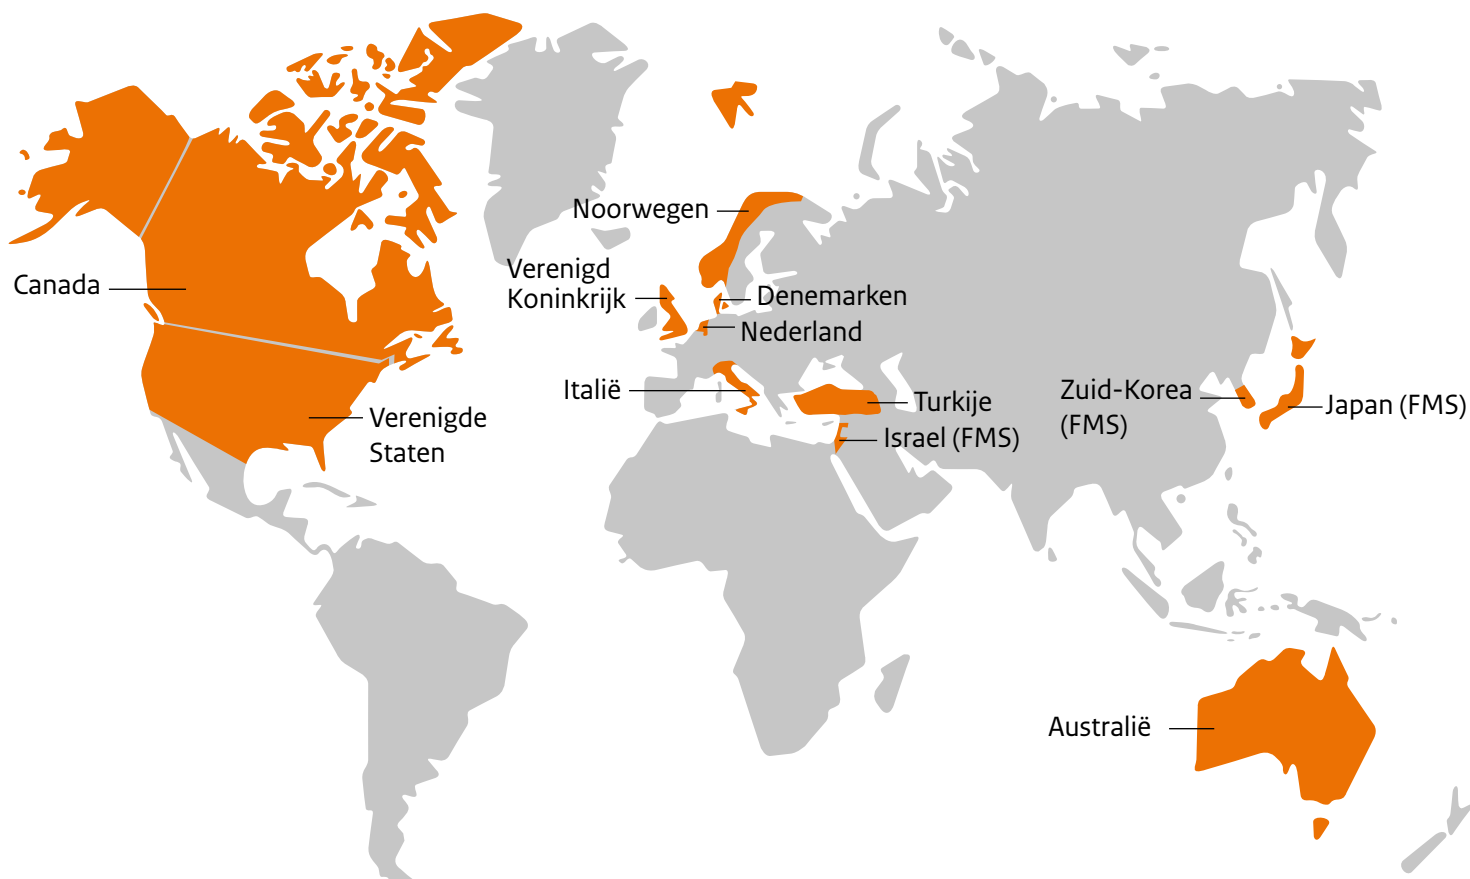 Noorwegen
Verenigd
Koninkrijk
Canada
Denemarken
Nederland
Italië
Turkije
Zuid-Korea
(FMS)
Japan (FMS)
Verenigde
Staten
Israel (FMS)
Australië